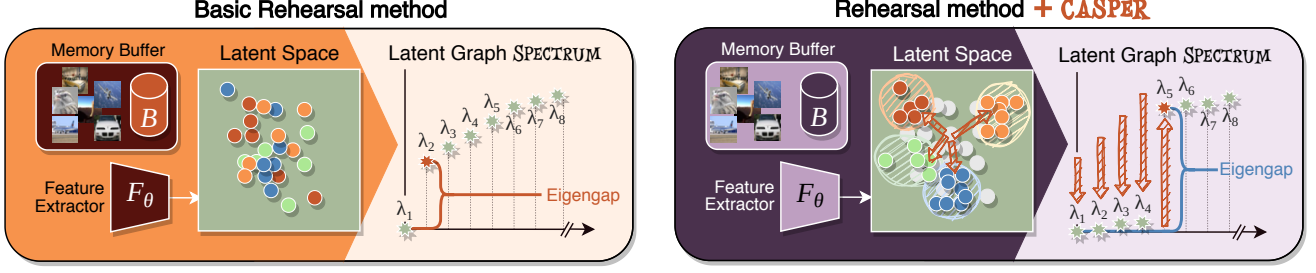 Basic Rehearsal method
Memory Buffer
B
Feature
Extractor
F_θ
Latent Space
Latent Graph SPECTRUM
λ1
λ2
λ3
λ4
λ5
λ6
λ7
λ8
Eigengap
Rehearsal method + CASPER
Memory Buffer
B
Feature
Extractor
F_θ
Latent Space
Latent Graph SPECTRUM
λ1
λ2
λ3
λ4
λ5
λ6
λ7
λ8
Eigengap